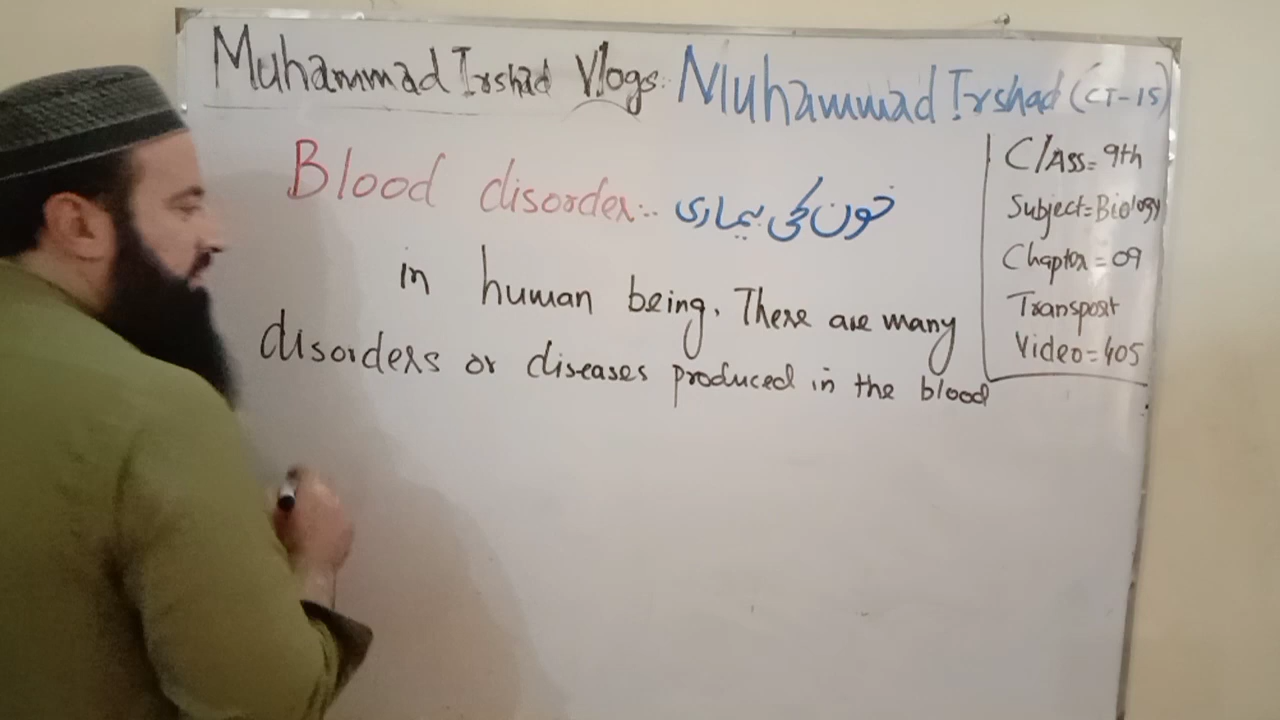 Muhammad Irshad Vlogs. Muhammad Irshad (CT-15)
Blood disorder:. خون کی بیماری
in human being. There are many
disorders or diseases produced in the blood
Class= 9th
Subject=Biology
Chapter = 09
Transport
Video=405